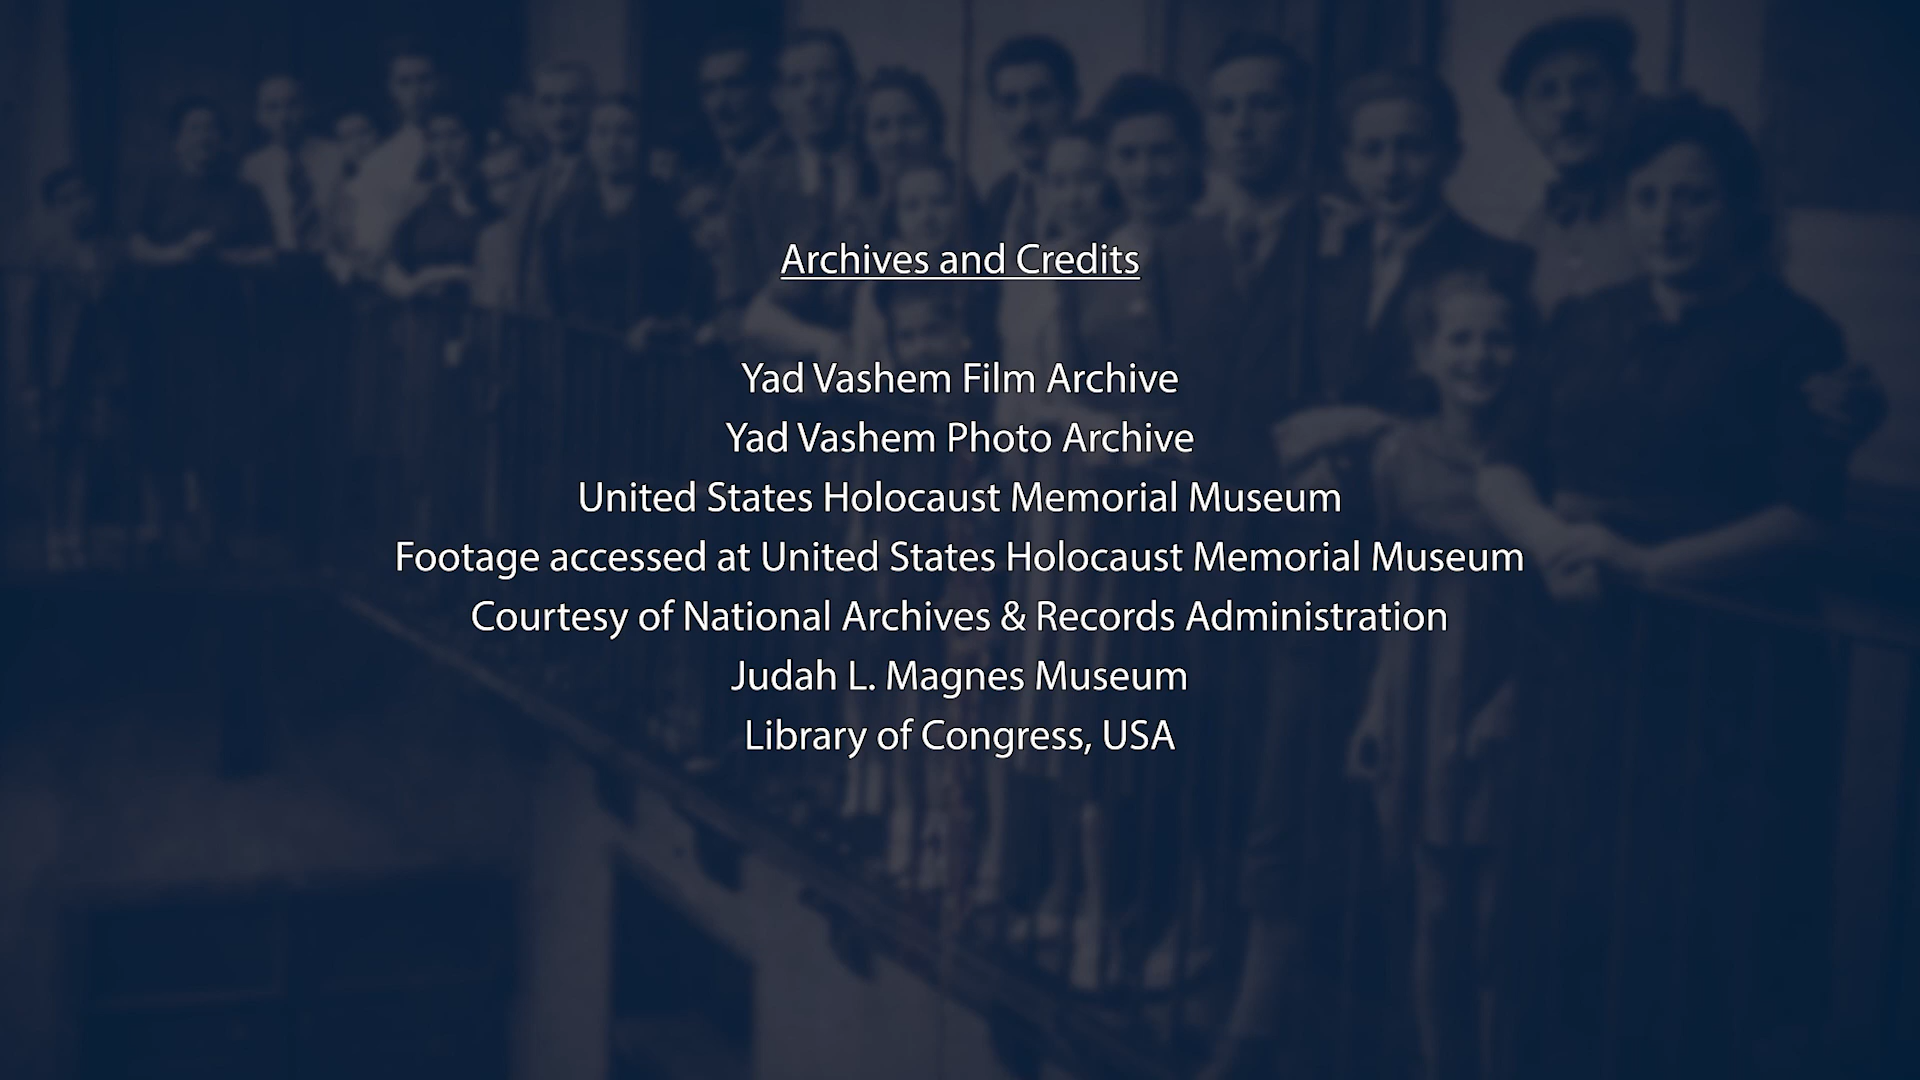 Archives and Credits
Yad Vashem Film Archive
Yad Vashem Photo Archive
United States Holocaust Memorial Museum
Footage accessed at United States Holocaust Memorial Museum
Courtesy of National Archives & Records Administration
Judah L. Magnes Museum
Library of Congress, USA